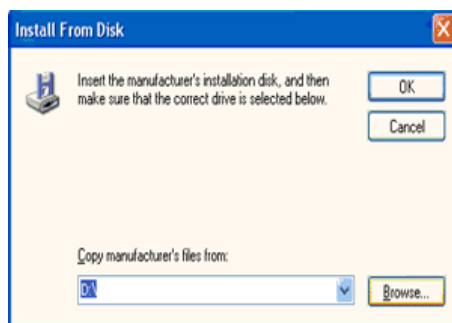 Install From Disk
Insert the manufacturer's installation disk, and then
make sure that the correct drive is selected below.
OK
Cancel
Copy manufacturer's files from:
D:\
Browse...